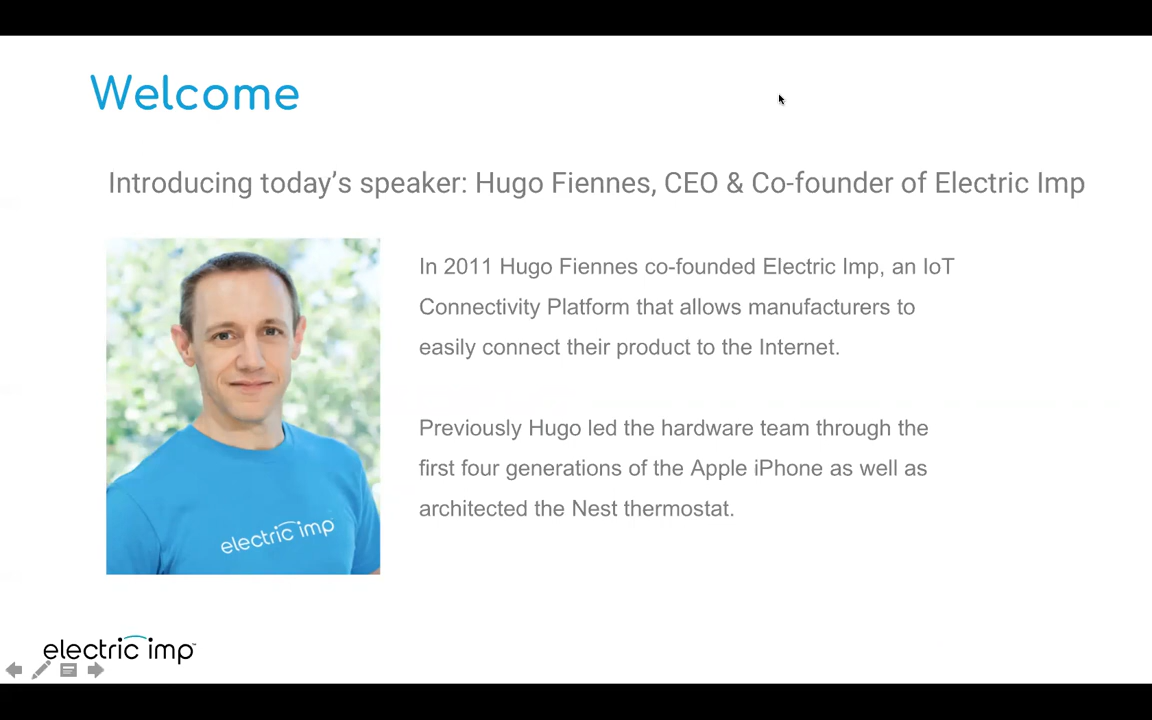 Welcome
Introducing today’s speaker: Hugo Fiennes, CEO & Co-founder of Electric Imp
In 2011 Hugo Fiennes co-founded Electric Imp, an IoT
Connectivity Platform that allows manufacturers to
easily connect their product to the Internet.
Previously Hugo led the hardware team through the
first four generations of the Apple iPhone as well as
architected the Nest thermostat.
electric imp
electric imp™